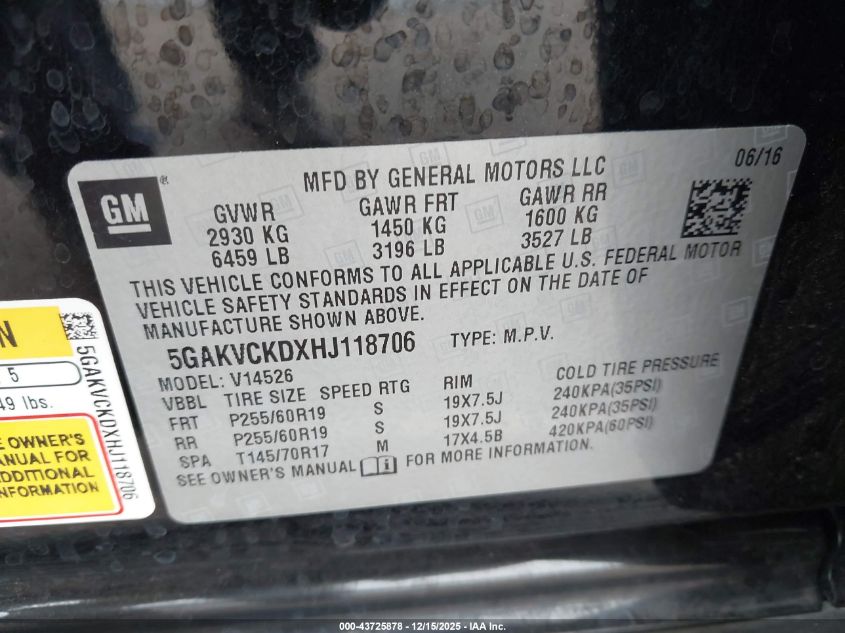 06/16
GM
®
MFD BY GENERAL MOTORS LLC
GVWR GAWR FRT GAWR RR
2930 KG 1450 KG 1600 KG
6459 LB 3196 LB 3527 LB
THIS VEHICLE CONFORMS TO ALL APPLICABLE U.S. FEDERAL MOTOR
VEHICLE SAFETY STANDARDS IN EFFECT ON THE DATE OF
MANUFACTURE SHOWN ABOVE.
5GAKVCKDXHJ118706 TYPE: M.P.V.
MODEL: V14526
VBBL TIRE SIZE SPEED RTG RIM COLD TIRE PRESSURE
FRT P255/60R19 S 19X7.5J 240KPA(35PSI)
RR P255/60R19 S 19X7.5J 240KPA(35PSI)
SPA T145/70R17 M 17X4.5B 420KPA(60PSI)
SEE OWNER'S MANUAL FOR MORE INFORMATION.
N
5
49 lbs.
E OWNER'S
ANUAL FOR
ADDITIONAL
NFORMATION
5GAKVCKDXHJ118706
000-43725878 - 12/15/2025 - IAA Inc.